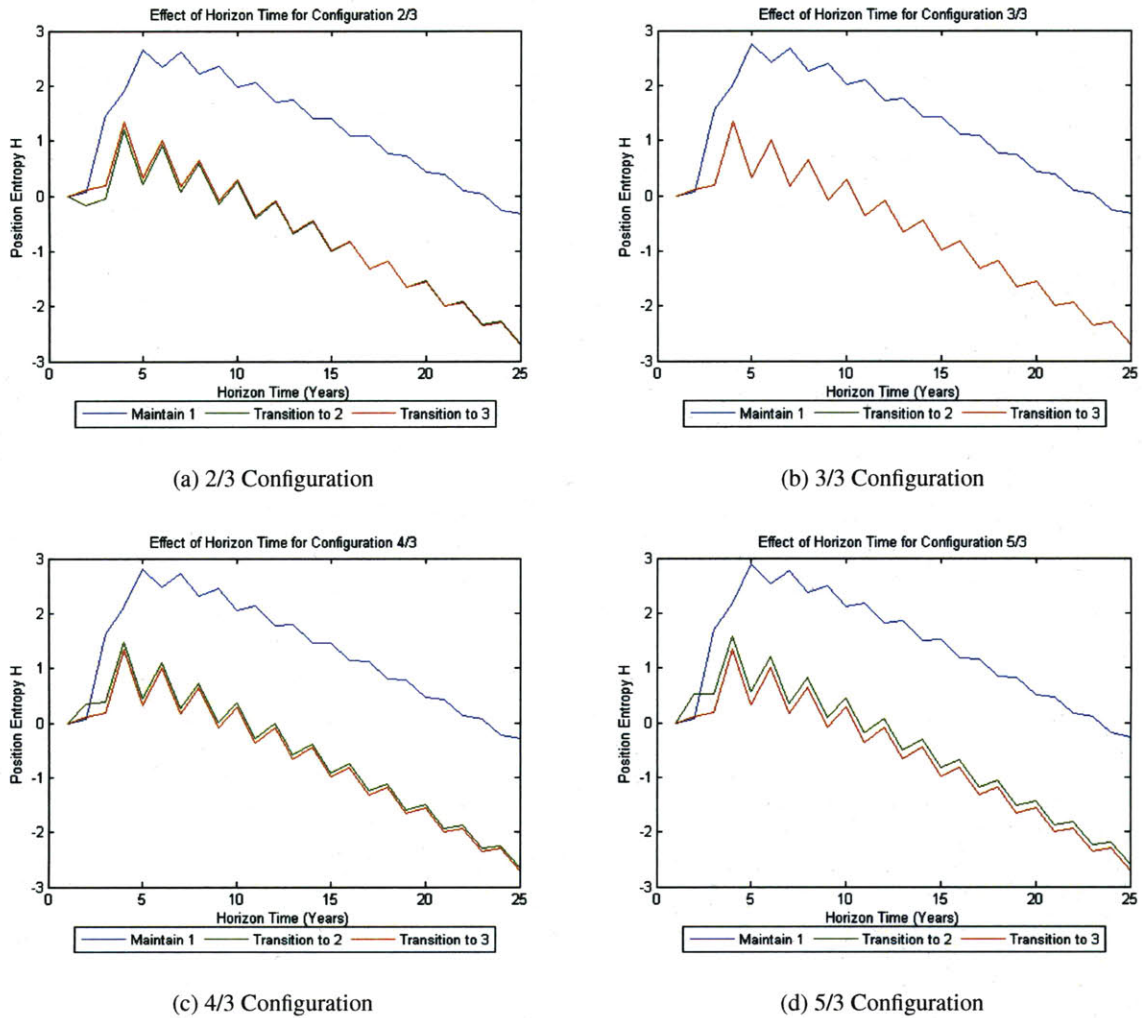 Effect of Horizon Time for Configuration 2/3
Position Entropy H
3
2
1
0
-1
-2
-3
0 5 10 15 20 25
Horizon Time (Years)
Maintain 1 Transition to 2 Transition to 3
(a) 2/3 Configuration
Effect of Horizon Time for Configuration 3/3
Position Entropy H
3
2
1
0
-1
-2
-3
0 5 10 15 20 25
Horizon Time (Years)
Maintain 1 Transition to 2 Transition to 3
(b) 3/3 Configuration
Effect of Horizon Time for Configuration 4/3
Position Entropy H
3
2
1
0
-1
-2
-3
0 5 10 15 20 25
Horizon Time (Years)
Maintain 1 Transition to 2 Transition to 3
(c) 4/3 Configuration
Effect of Horizon Time for Configuration 5/3
Position Entropy H
3
2
1
0
-1
-2
-3
0 5 10 15 20 25
Horizon Time (Years)
Maintain 1 Transition to 2 Transition to 3
(d) 5/3 Configuration